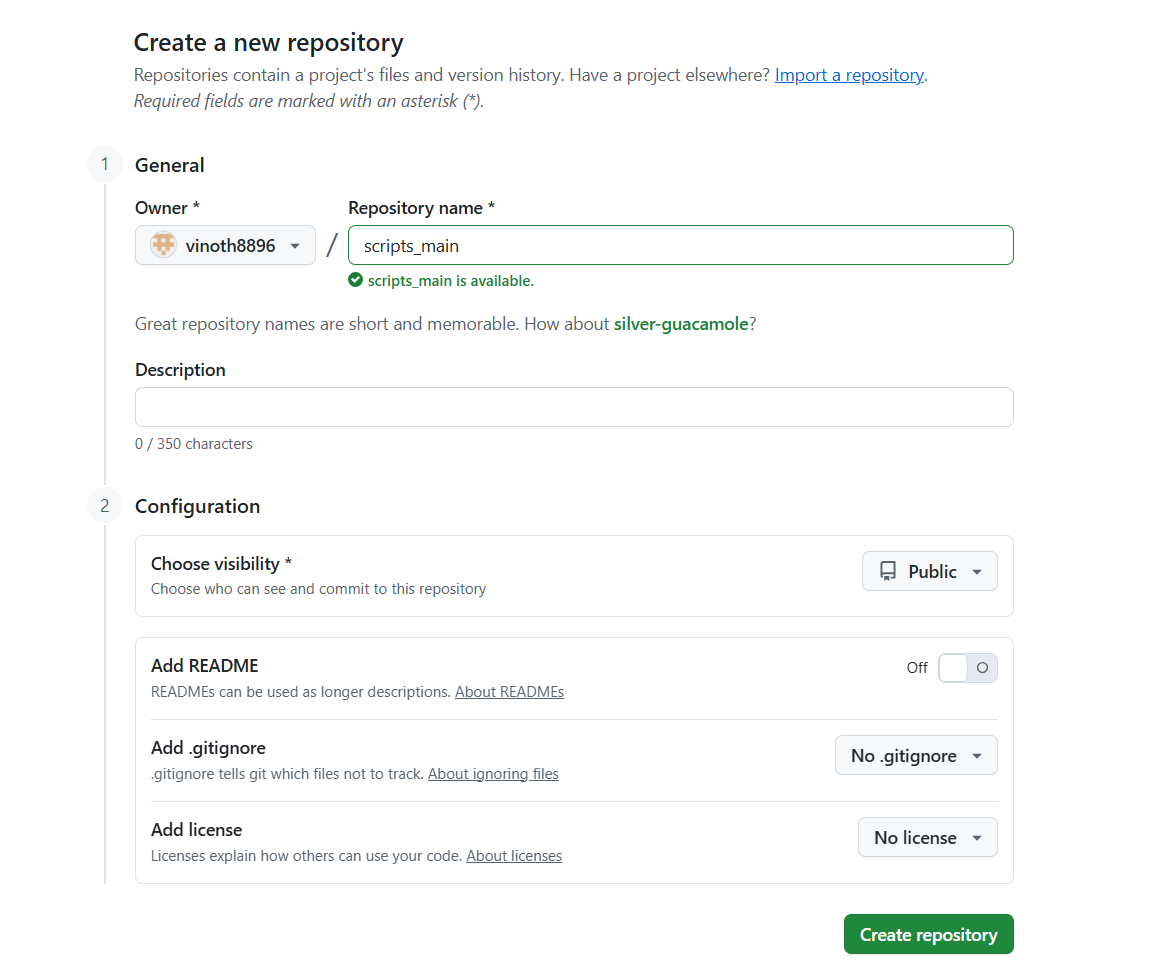 Create a new repository
Repositories contain a project's files and version history. Have a project elsewhere? Import a repository.
Required fields are marked with an asterisk (*).
1 General
Owner * Repository name *
vinoth8896 / scripts_main
scripts_main is available.
Great repository names are short and memorable. How about silver-guacamole?
Description
0 / 350 characters
2 Configuration
Choose visibility *
Choose who can see and commit to this repository
Public
Add README
READMEs can be used as longer descriptions. About READMEs
Off
Add .gitignore
.gitignore tells git which files not to track. About ignoring files
No .gitignore
Add license
Licenses explain how others can use your code. About licenses
No license
Create repository